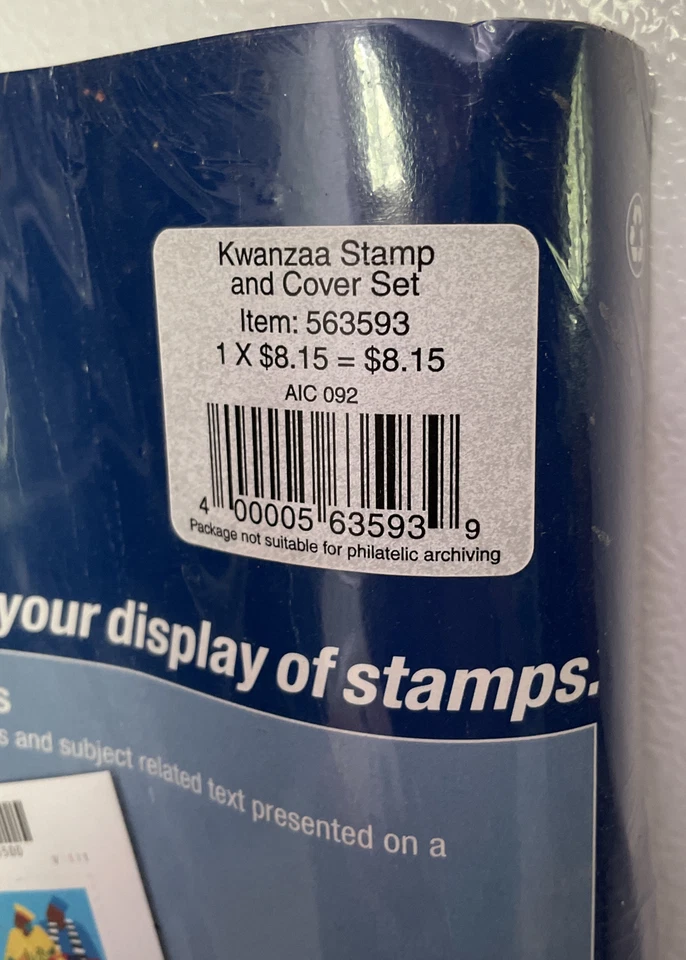 Kwanzaa Stamp
and Cover Set
Item: 563593
1 X $8.15 = $8.15
AIC 092
4 00005 63593 9
Package not suitable for philatelic archiving
your display of stamps.
s
s and subject related text presented on a